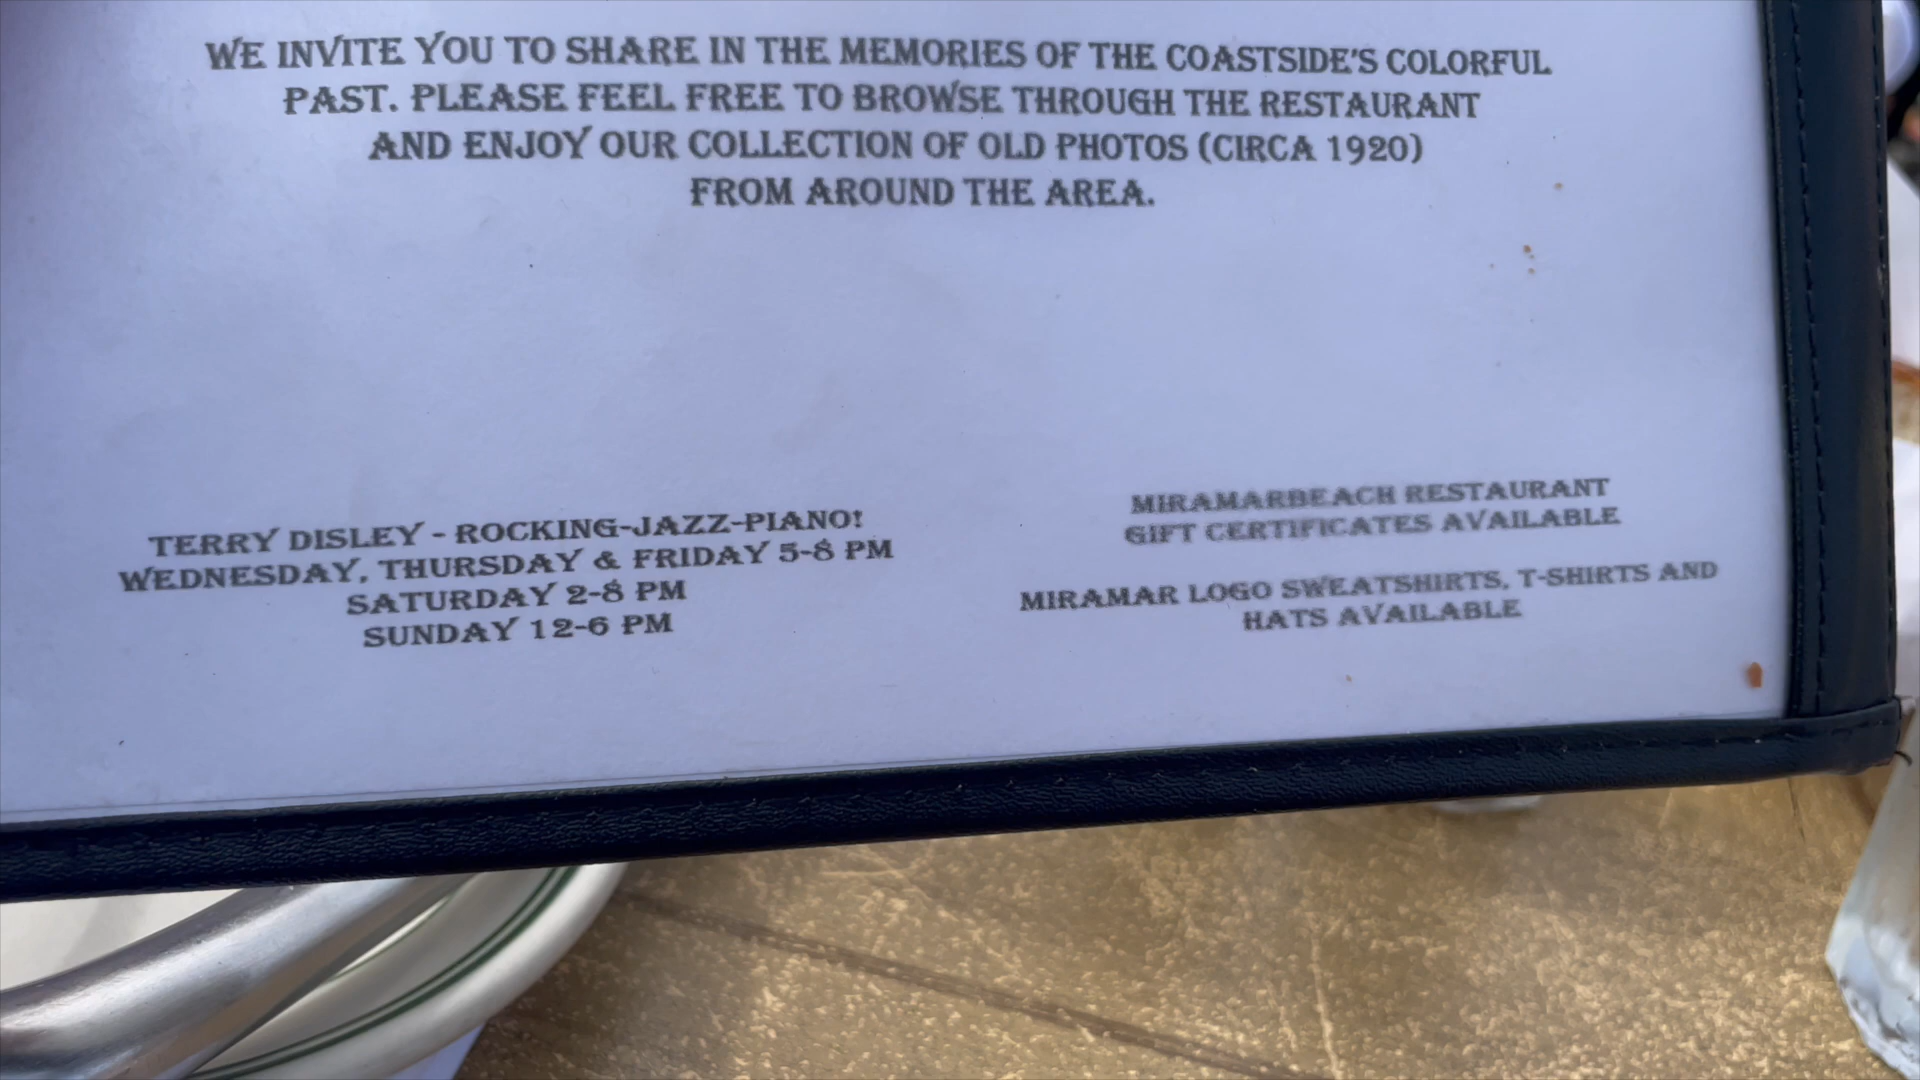 WE INVITE YOU TO SHARE IN THE MEMORIES OF THE COASTSIDE'S COLORFUL
PAST. PLEASE FEEL FREE TO BROWSE THROUGH THE RESTAURANT
AND ENJOY OUR COLLECTION OF OLD PHOTOS (CIRCA 1920)
FROM AROUND THE AREA.
TERRY DISLEY - ROCKING-JAZZ-PIANO!
WEDNESDAY, THURSDAY & FRIDAY 5-8 PM
SATURDAY 2-8 PM
SUNDAY 12-6 PM
MIRAMARBEACH RESTAURANT
GIFT CERTIFICATES AVAILABLE
MIRAMAR LOGO SWEATSHIRTS, T-SHIRTS AND
HATS AVAILABLE